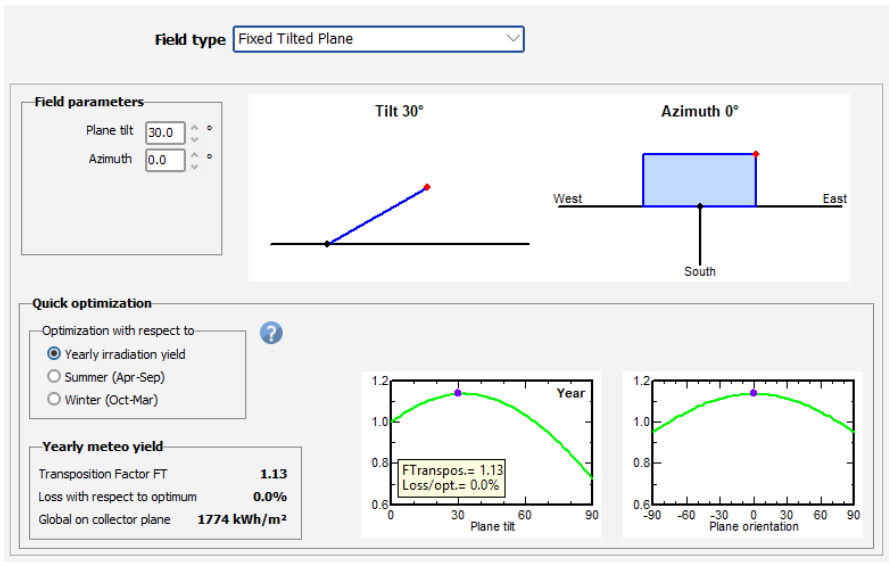 Field type Fixed Tilted Plane
Field parameters
Plane tilt 30.0 °
Azimuth 0.0 °
Tilt 30°
Azimuth 0°
West East
South
Quick optimization
Optimization with respect to
Yearly irradiation yield
Summer (Apr-Sep)
Winter (Oct-Mar)
?
Yearly meteo yield
Transposition Factor FT 1.13
Loss with respect to optimum 0.0%
Global on collector plane 1774 kWh/m²
Year
1.2
1.0
0.8
0.6
FTranspos.= 1.13
Loss/opt.= 0.0%
0 30 60 90
Plane tilt
1.2
1.0
0.8
0.6
-90 -60 -30 0 30 60 90
Plane orientation